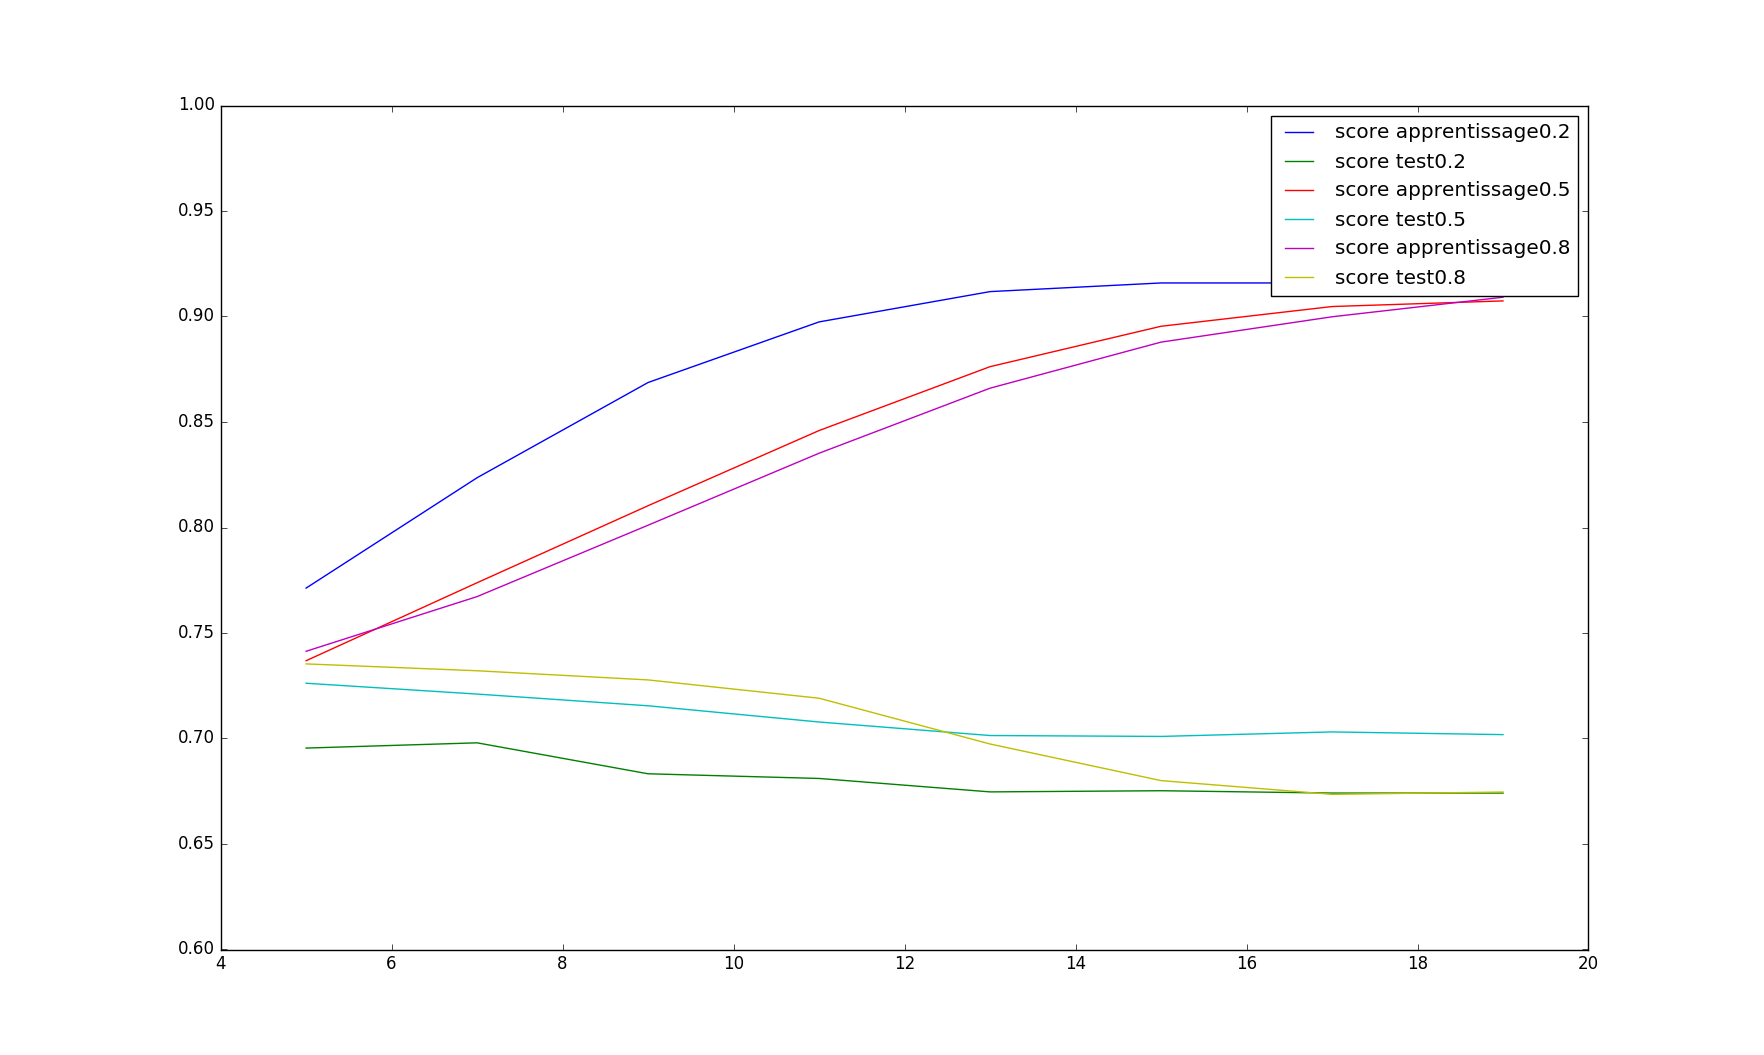 1.00
0.95
0.90
0.85
0.80
0.75
0.70
0.65
0.60
4 6 8 10 12 14 16 18 20
score apprentissage0.2
score test0.2
score apprentissage0.5
score test0.5
score apprentissage0.8
score test0.8